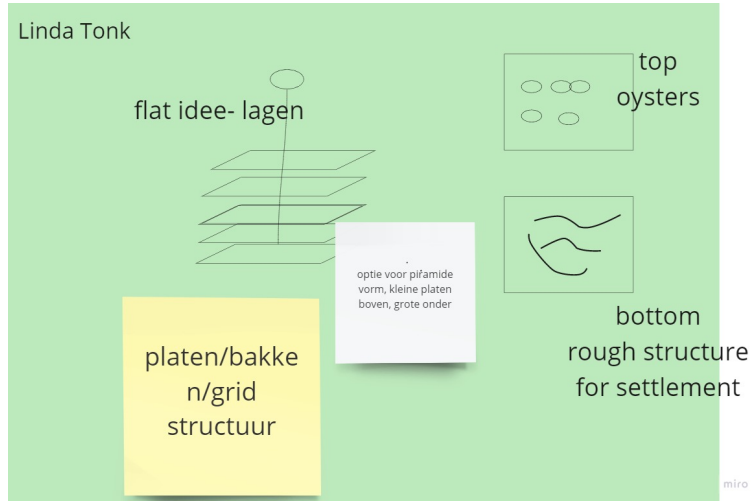 Linda Tonk
flat idee- lagen
top
oysters
.
optie voor piramide
vorm, kleine platen
boven, grote onder
platen/bakke
n/grid
structuur
bottom
rough structure
for settlement
miro